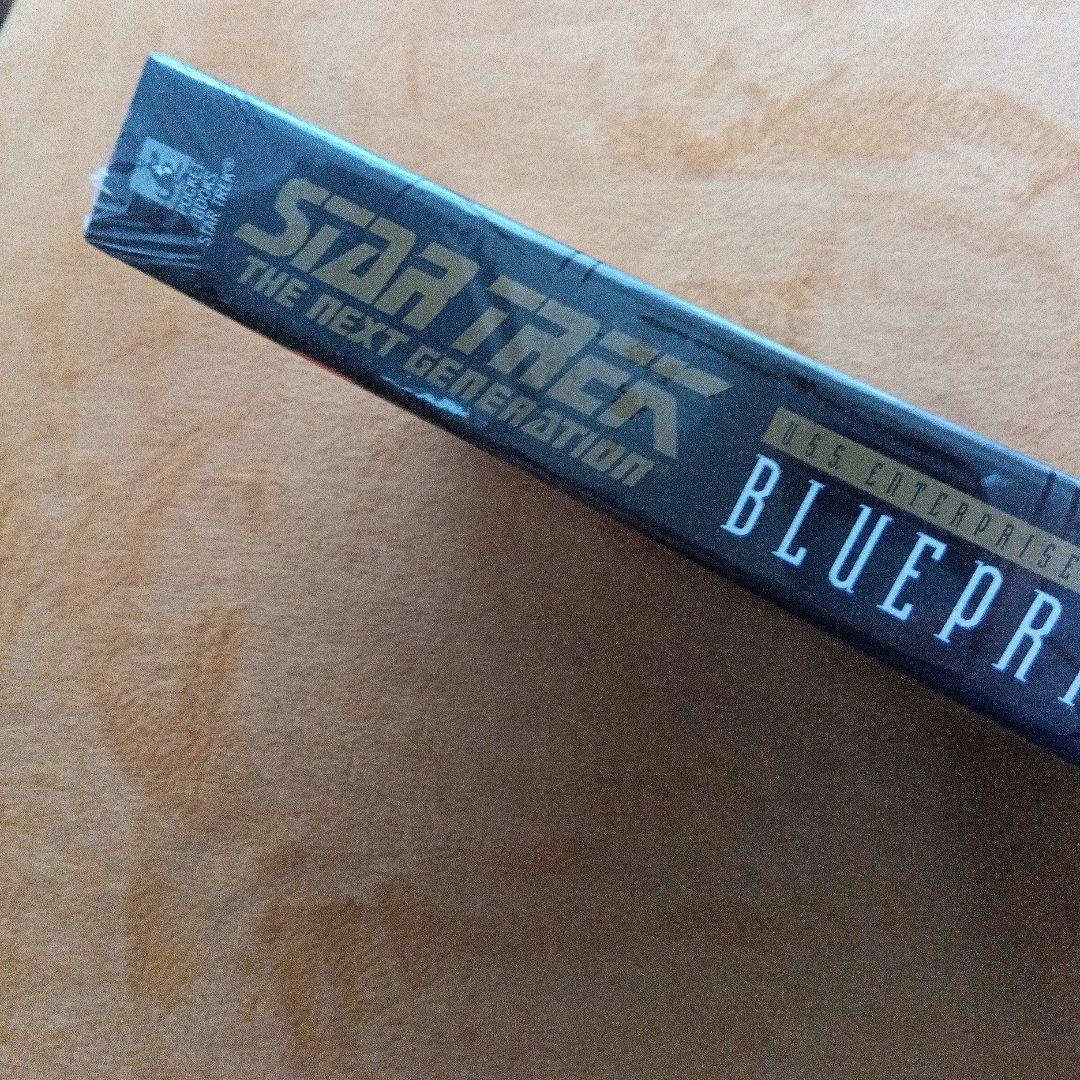 POCKET
BOOKS
STAR TREK®
STAR TREK
THE NEXT GENERATION
U.S.S. ENTERPRISE
BLUEPRI